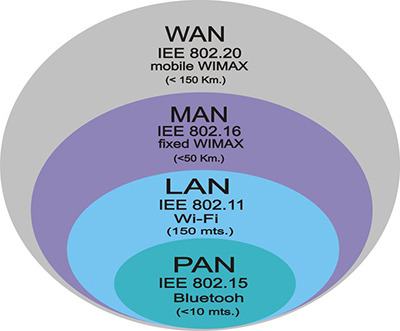 WAN
IEE 802.20
mobile WIMAX
(< 150 Km.)
MAN
IEE 802.16
fixed WIMAX
(<50 Km.)
LAN
IEE 802.11
Wi-Fi
(150 mts.)
PAN
IEE 802.15
Bluetooh
(<10 mts.)